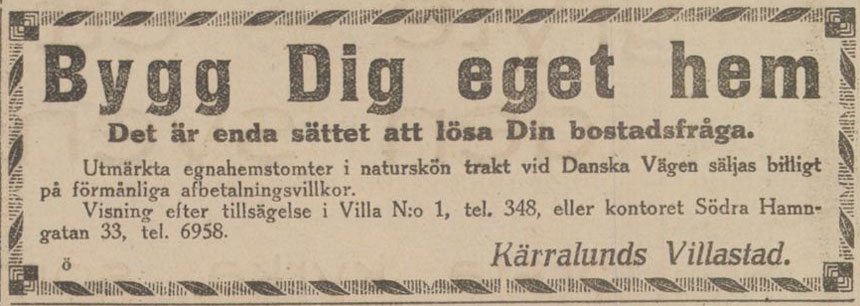 Bygg Dig eget hem
Det är enda sättet att lösa Din bostadsfråga.
Utmärkta egnahemstomter i naturskön trakt vid Danska Vägen säljas billigt
på förmånliga afbetalningsvillkor.
Visning efter tillsägelse i Villa N:o 1, tel. 348, eller kontoret Södra Hamn-
gatan 33, tel. 6958.
ö
Kärralunds Villastad.